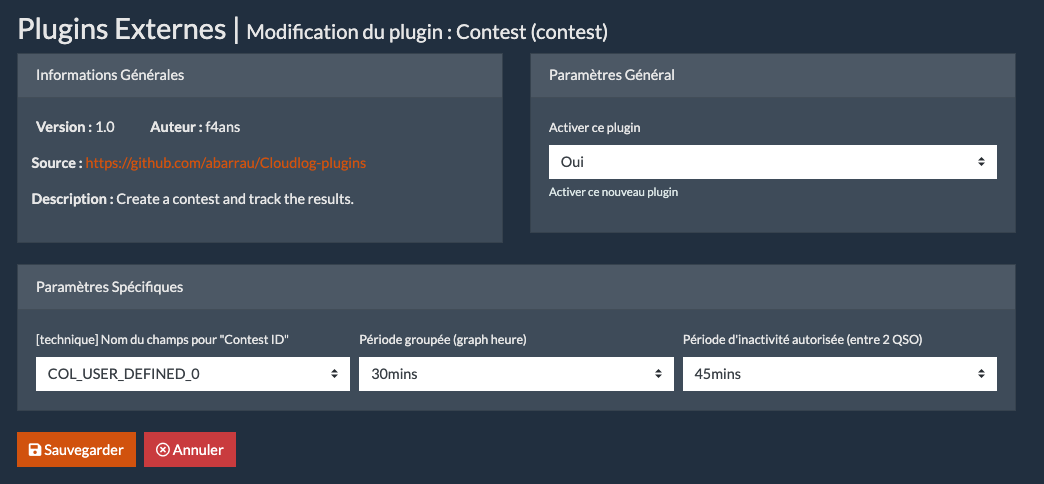 Plugins Externes | Modification du plugin : Contest (contest)
Informations Générales
Version : 1.0 Auteur : f4ans
Source : https://github.com/abarrau/Cloudlog-plugins
Description : Create a contest and track the results.
Paramètres Général
Activer ce plugin
Oui
Activer ce nouveau plugin
Paramètres Spécifiques
[technique] Nom du champs pour "Contest ID"
COL_USER_DEFINED_0
Période groupée (graph heure)
30mins
Période d'inactivité autorisée (entre 2 QSO)
45mins
Sauvegarder
Annuler